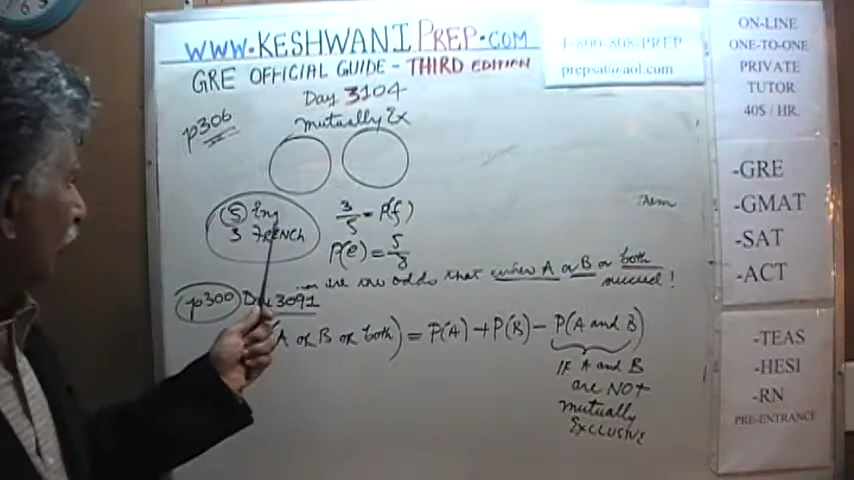 WWW.KESHWANIPREP.COM
GRE OFFICIAL GUIDE - THIRD EDITION
Day 3104
p306
Mutually Ex
(5) Eng
3 FRENCH
3/5 = P(f)
P(e) = 5/8
are the odds that either A or B or both
succeed!
p300 Day 3091
A or B or both) = P(A) + P(B) - P(A and B)
IF A and B
are NOT
mutually
EXCLUSIVE
1-800-808-PREP
prepsat@aol.com
ON-LINE
ONE-TO-ONE
PRIVATE
TUTOR
40$ / HR.
-GRE
-GMAT
-SAT
-ACT
-TEAS
-HESI
-RN
PRE-ENTRANCE